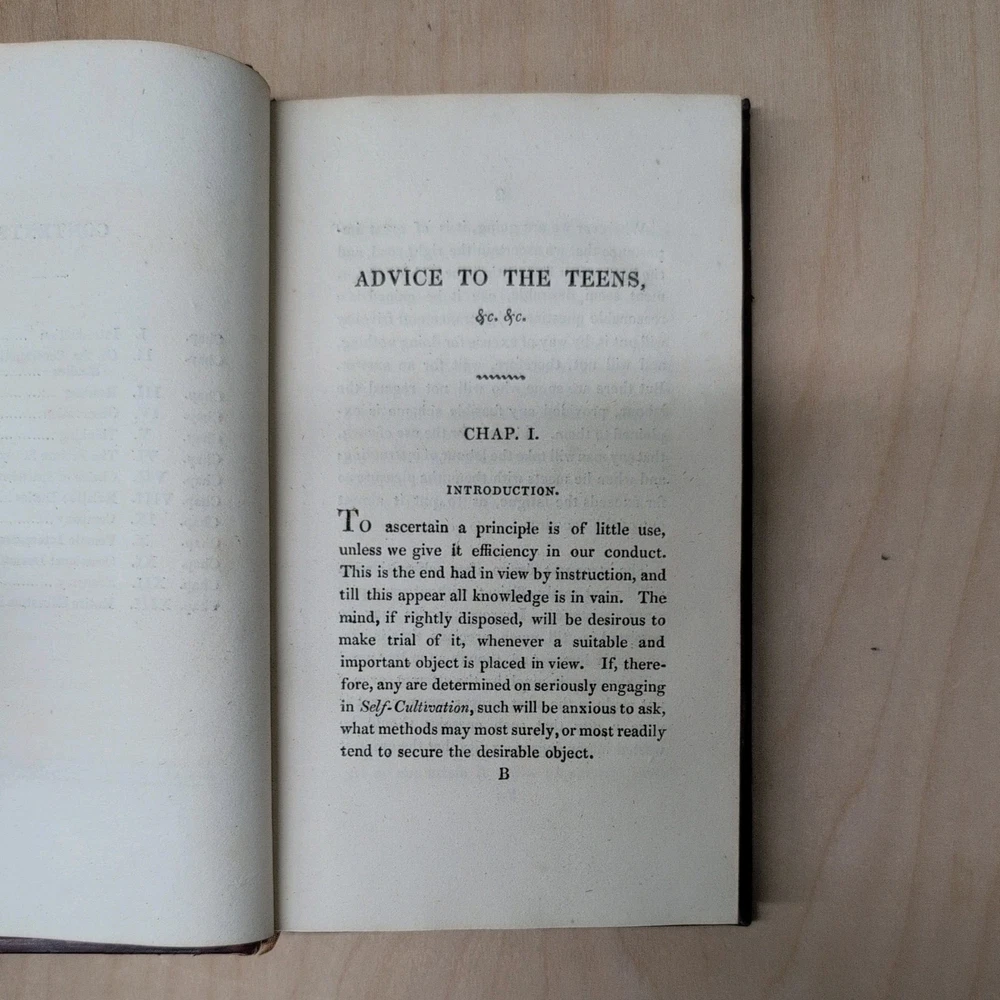 ADVICE TO THE TEENS,
&c. &c.
CHAP. I.
INTRODUCTION.
To ascertain a principle is of little use,
unless we give it efficiency in our conduct.
This is the end had in view by instruction, and
till this appear all knowledge is in vain. The
mind, if rightly disposed, will be desirous to
make trial of it, whenever a suitable and
important object is placed in view. If, there-
fore, any are determined on seriously engaging
in Self-Cultivation, such will be anxious to ask,
what methods may most surely, or most readily
tend to secure the desirable object.
B